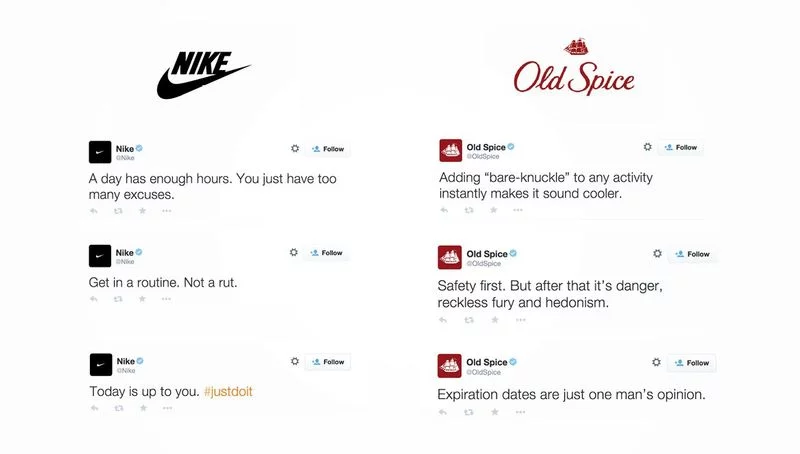 NIKE
Nike
@Nike
Follow
A day has enough hours. You just have too
many excuses.
Nike
@Nike
Follow
Get in a routine. Not a rut.
Nike
@Nike
Follow
Today is up to you. #justdoit
Old Spice
Old Spice
@OldSpice
Follow
Adding “bare-knuckle” to any activity
instantly makes it sound cooler.
Old Spice
@OldSpice
Follow
Safety first. But after that it’s danger,
reckless fury and hedonism.
Old Spice
@OldSpice
Follow
Expiration dates are just one man’s opinion.